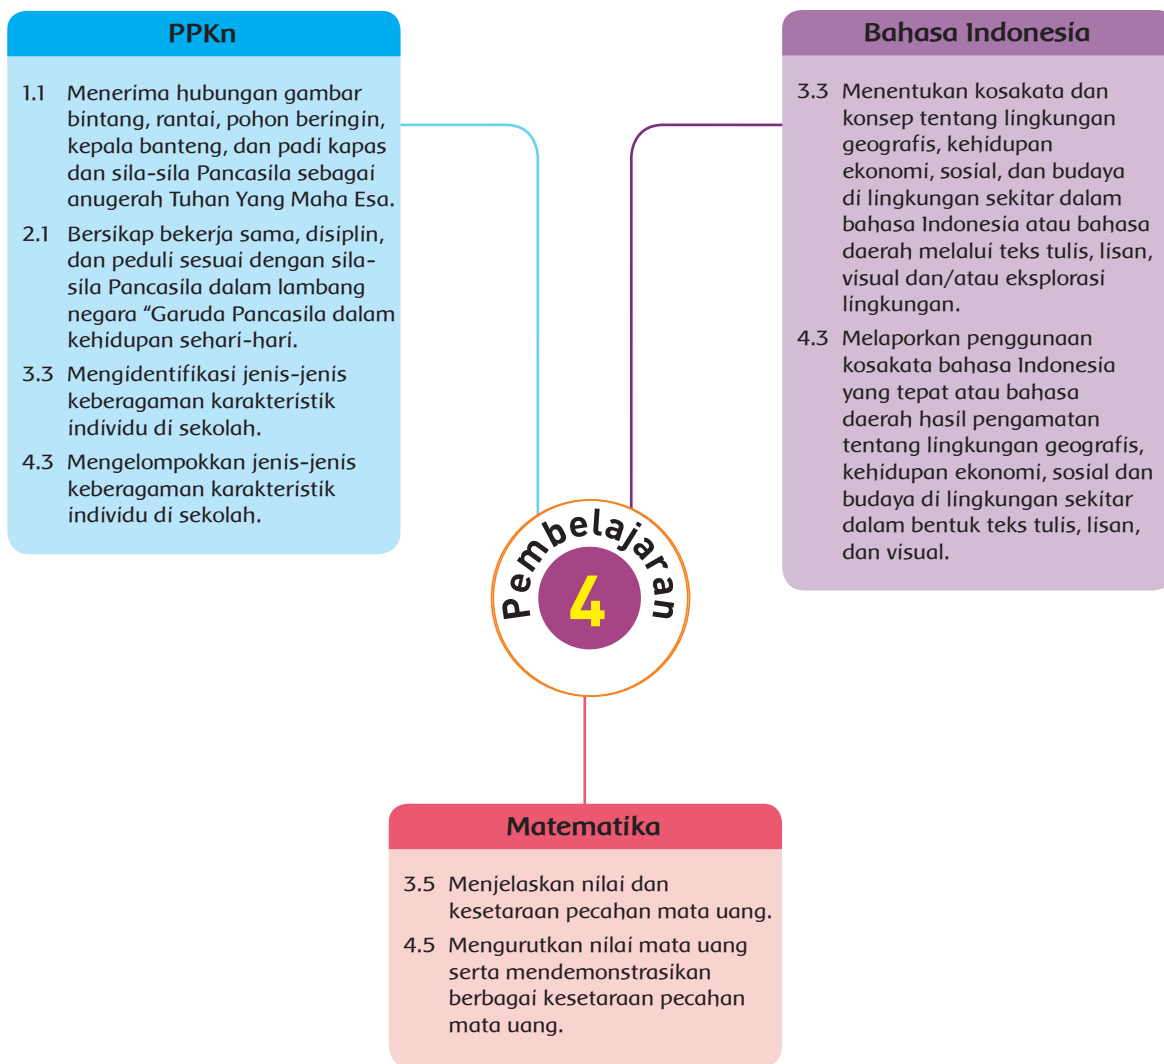 PPKn
1.1 Menerima hubungan gambar
bintang, rantai, pohon beringin,
kepala banteng, dan padi kapas
dan sila-sila Pancasila sebagai
anugerah Tuhan Yang Maha Esa.
2.1 Bersikap bekerja sama, disiplin,
dan peduli sesuai dengan sila-
sila Pancasila dalam lambang
negara “Garuda Pancasila dalam
kehidupan sehari-hari.
3.3 Mengidentifikasi jenis-jenis
keberagaman karakteristik
individu di sekolah.
4.3 Mengelompokkan jenis-jenis
keberagaman karakteristik
individu di sekolah.
Bahasa Indonesia
3.3 Menentukan kosakata dan
konsep tentang lingkungan
geografis, kehidupan
ekonomi, sosial, dan budaya
di lingkungan sekitar dalam
bahasa Indonesia atau bahasa
daerah melalui teks tulis, lisan,
visual dan/atau eksplorasi
lingkungan.
4.3 Melaporkan penggunaan
kosakata bahasa Indonesia
yang tepat atau bahasa
daerah hasil pengamatan
tentang lingkungan geografis,
kehidupan ekonomi, sosial dan
budaya di lingkungan sekitar
dalam bentuk teks tulis, lisan,
dan visual.
Pembelajaran
4
Matematika
3.5 Menjelaskan nilai dan
kesetaraan pecahan mata uang.
4.5 Mengurutkan nilai mata uang
serta mendemonstrasikan
berbagai kesetaraan pecahan
mata uang.